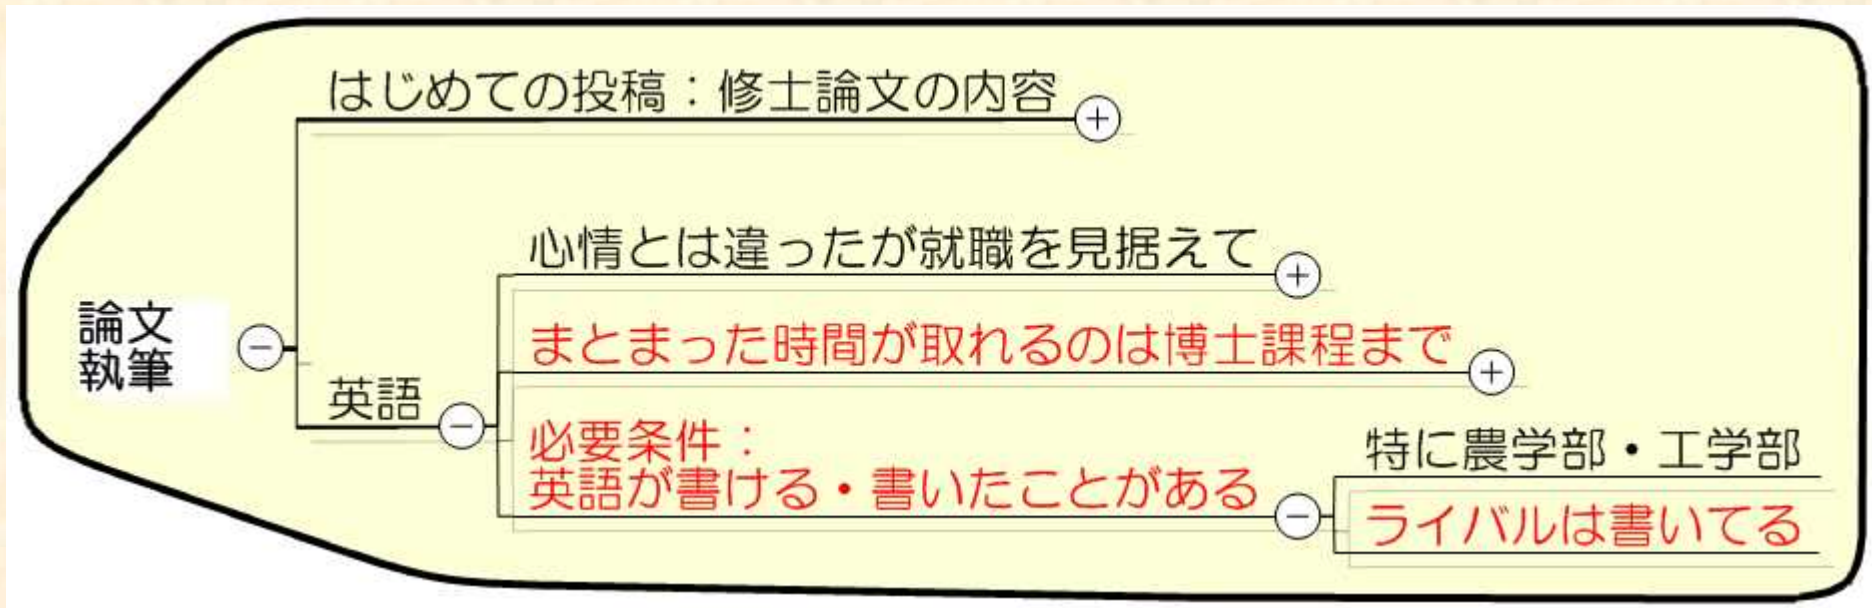 論文
執筆
はじめての投稿：修士論文の内容
英語
心情とは違ったが就職を見据えて
まとまった時間が取れるのは博士課程まで
必要条件：
英語が書ける・書いたことがある
特に農学部・工学部
ライバルは書いてる